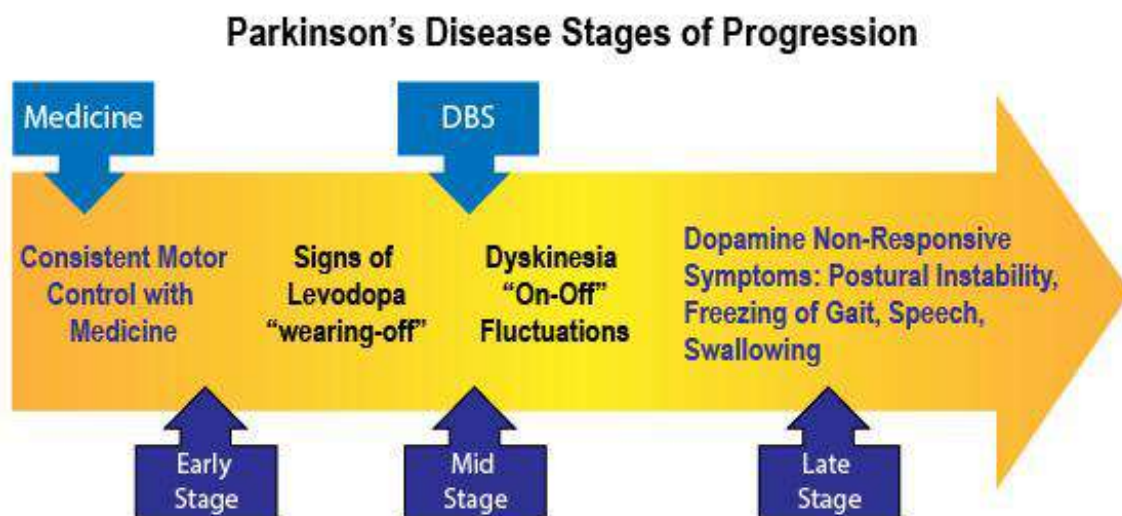 Parkinson's Disease Stages of Progression
Medicine
DBS
Consistent Motor
Control with
Medicine
Signs of
Levodopa
“wearing-off”
Dyskinesia
“On-Off”
Fluctuations
Dopamine Non-Responsive
Symptoms: Postural Instability,
Freezing of Gait, Speech,
Swallowing
Early
Stage
Mid
Stage
Late
Stage